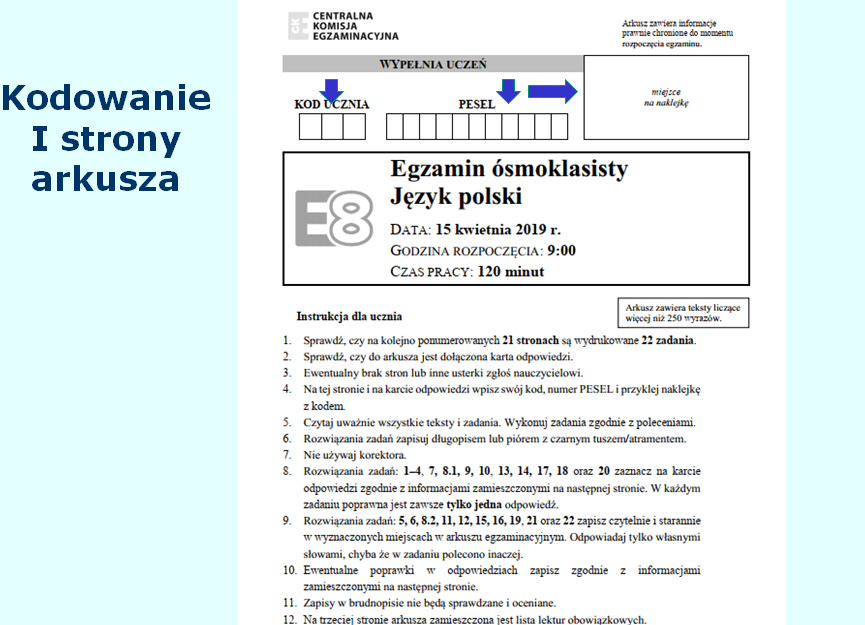 Kodowanie
I strony
arkusza
CENTRALNA
KOMISJA
EGZAMINACYJNA
Arkusz zawiera informacje
prawnie chronione do momentu
rozpoczęcia egzaminu.
WYPEŁNIA UCZEŃ
KOD UCZNIA
PESEL
miejsce
na naklejkę
E8
Egzamin ósmoklasisty
Język polski
DATA: 15 kwietnia 2019 r.
GODZINA ROZPOCZĘCIA: 9:00
CZAS PRACY: 120 minut
Instrukcja dla ucznia
Arkusz zawiera teksty liczące
więcej niż 250 wyrazów.
1. Sprawdź, czy na kolejno ponumerowanych 21 stronach są wydrukowane 22 zadania.
2. Sprawdź, czy do arkusza jest dołączona karta odpowiedzi.
3. Ewentualny brak stron lub inne usterki zgłoś nauczycielowi.
4. Na tej stronie i na karcie odpowiedzi wpisz swój kod, numer PESEL i przyklej naklejkę
z kodem.
5. Czytaj uważnie wszystkie teksty i zadania. Wykonuj zadania zgodnie z poleceniami.
6. Rozwiązania zadań zapisuj długopisem lub piórem z czarnym tuszem/atramentem.
7. Nie używaj korektora.
8. Rozwiązania zadań: 1–4, 7, 8.1, 9, 10, 13, 14, 17, 18 oraz 20 zaznacz na karcie
odpowiedzi zgodnie z informacjami zamieszczonymi na następnej stronie. W każdym
zadaniu poprawna jest zawsze tylko jedna odpowiedź.
9. Rozwiązania zadań: 5, 6, 8.2, 11, 12, 15, 16, 19, 21 oraz 22 zapisz czytelnie i starannie
w wyznaczonych miejscach w arkuszu egzaminacyjnym. Odpowiadaj tylko własnymi
słowami, chyba że w zadaniu polecono inaczej.
10. Ewentualne poprawki w odpowiedziach zapisz zgodnie z informacjami
zamieszczonymi na następnej stronie.
11. Zapisy w brudnopisie nie będą sprawdzane i oceniane.
12. Na trzeciej stronie arkusza zamieszczona jest lista lektur obowiązkowych.